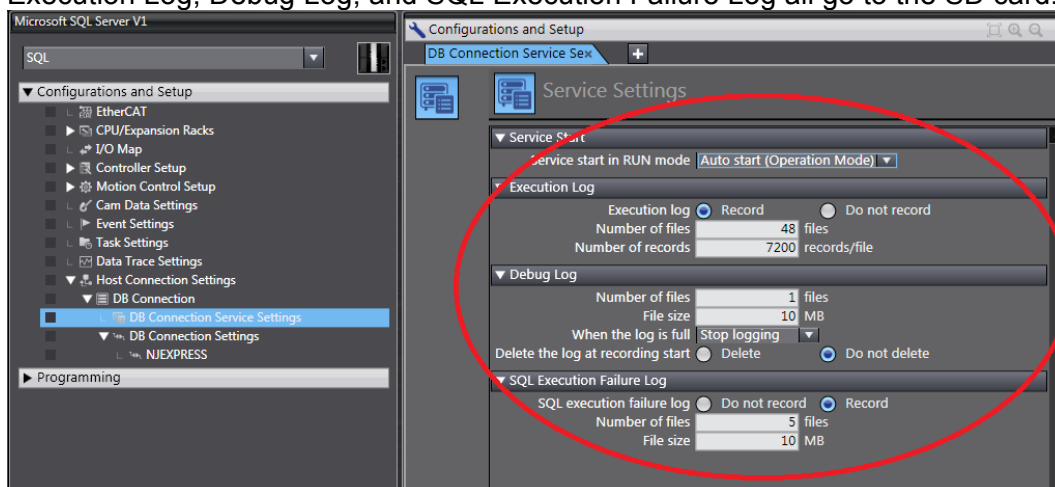 Execution Log, Debug Log, and SQL Execution Failure Log all go to the SD card.
Microsoft SQL Server V1
SQL
▼ Configurations and Setup
EtherCAT
▶ CPU/Expansion Racks
I/O Map
▶ Controller Setup
▶ Motion Control Setup
Cam Data Settings
Event Settings
Task Settings
Data Trace Settings
▼ Host Connection Settings
▼ DB Connection
DB Connection Service Settings
▼ DB Connection Settings
NJEXPRESS
▶ Programming
Configurations and Setup
DB Connection Service Se× +
Service Settings
▼ Service Start
Service start in RUN mode Auto start (Operation Mode) ▼
▼ Execution Log
Execution log Record Do not record
Number of files 48 files
Number of records 7200 records/file
▼ Debug Log
Number of files 1 files
File size 10 MB
When the log is full Stop logging ▼
Delete the log at recording start Delete Do not delete
▼ SQL Execution Failure Log
SQL execution failure log Do not record Record
Number of files 5 files
File size 10 MB